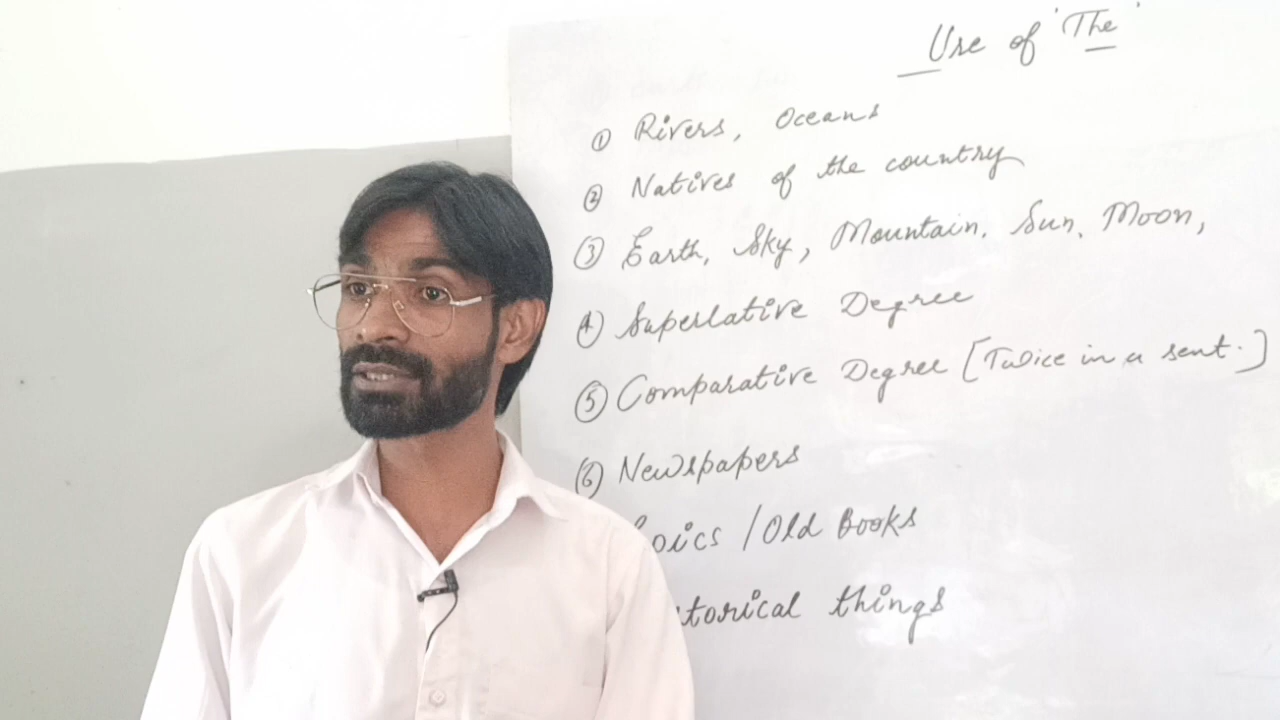 Use of 'The'
① Rivers, Oceans
② Natives of the country
③ Earth, Sky, Mountain, Sun, Moon,
④ Superlative Degree
⑤ Comparative Degree [Twice in a sent.]
⑥ Newspapers
/Old Books
things